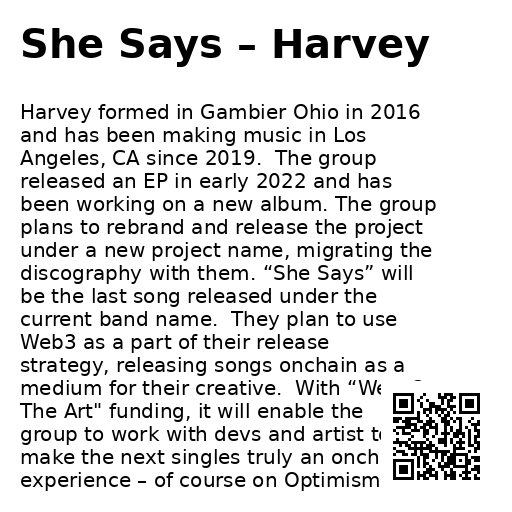 She Says – Harvey
Harvey formed in Gambier Ohio in 2016
and has been making music in Los
Angeles, CA since 2019.  The group
released an EP in early 2022 and has
been working on a new album. The group
plans to rebrand and release the project
under a new project name, migrating the
discography with them. “She Says” will
be the last song released under the
current band name.  They plan to use
Web3 as a part of their release
strategy, releasing songs onchain as a
medium for their creative.  With
The Art" funding, it will enable the
group to work with devs and artist
make the next singles truly an
experience – of course on Optimism